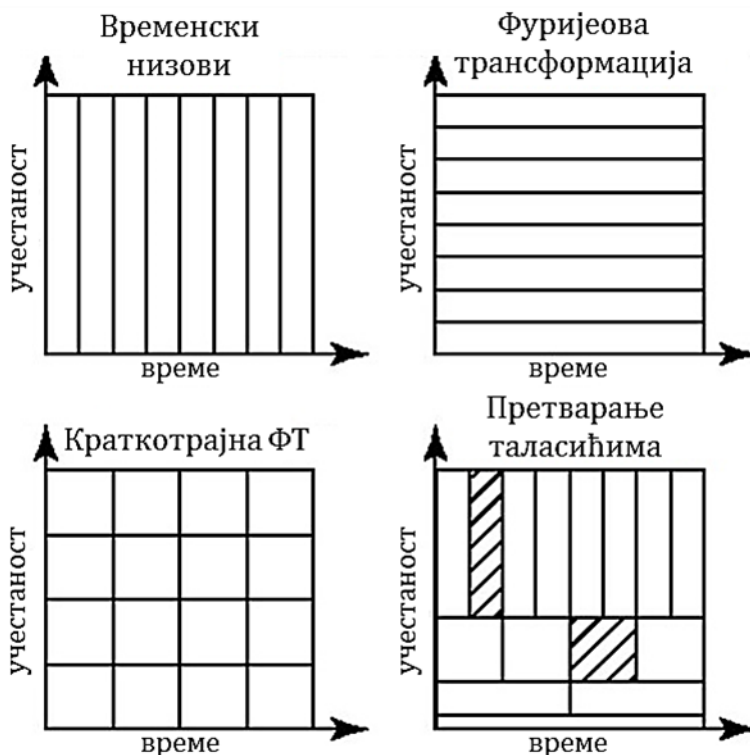 Временски
низови
учестаност
време
Фуријеова
трансформација
учестаност
време
Краткотрајна ФТ
учестаност
време
Претварање
таласићима
учестаност
време